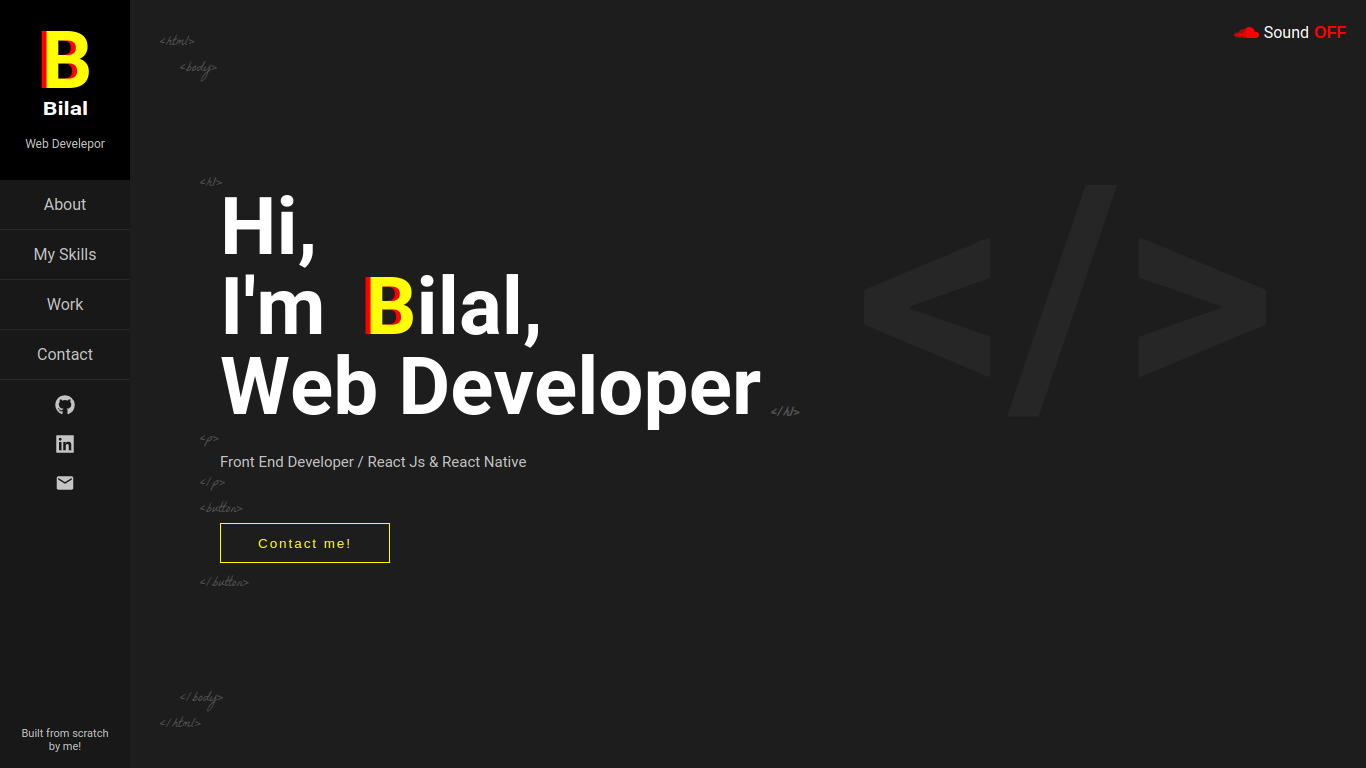 B
Bilal
Web Develepor
About
My Skills
Work
Contact
Built from scratch
by me!
Sound OFF
<html>
<body>
<h1>
Hi,
I'm Bilal,
Web Developer </h1>
<p>
Front End Developer / React Js & React Native
</p>
<button>
Contact me!
</button>
</body>
</html>
</>